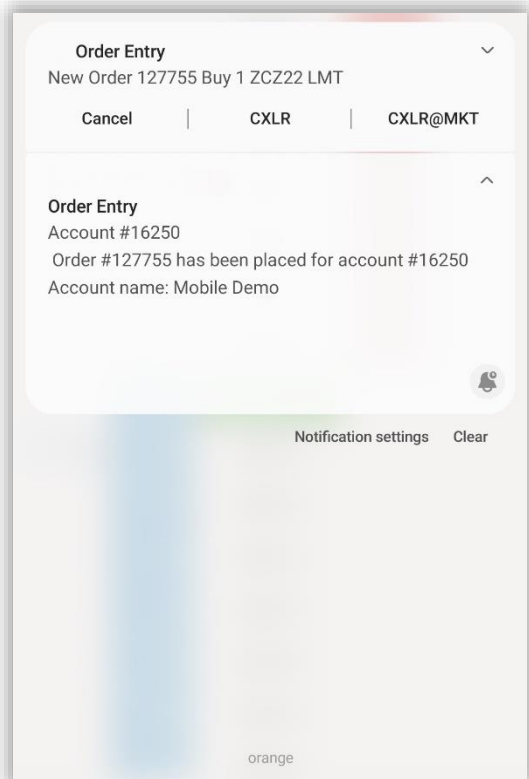 Order Entry
New Order 127755 Buy 1 ZCZ22 LMT
Cancel | CXLR | CXLR@MKT
Order Entry
Account #16250
Order #127755 has been placed for account #16250
Account name: Mobile Demo
Notification settings Clear
orange